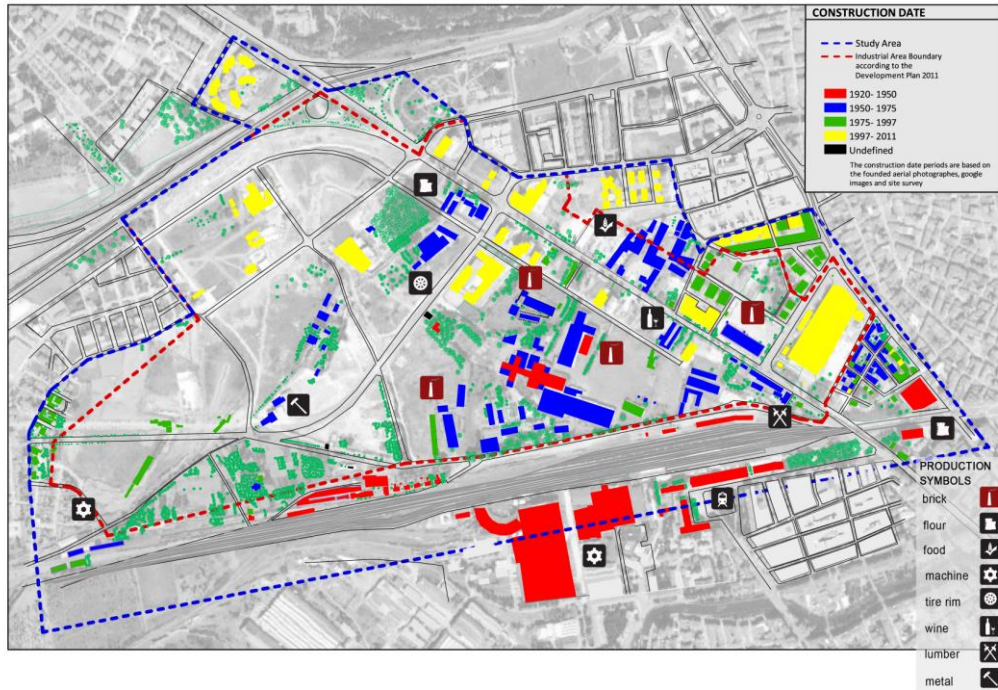 CONSTRUCTION DATE
Study Area
Industrial Area Boundary
according to the
Development Plan 2011
1920- 1950
1950- 1975
1975- 1997
1997- 2011
Undefined
The construction date periods are based on
the founded aerial photographes, google
images and site survey
PRODUCTION
SYMBOLS
brick
flour
food
machine
tire rim
wine
lumber
metal